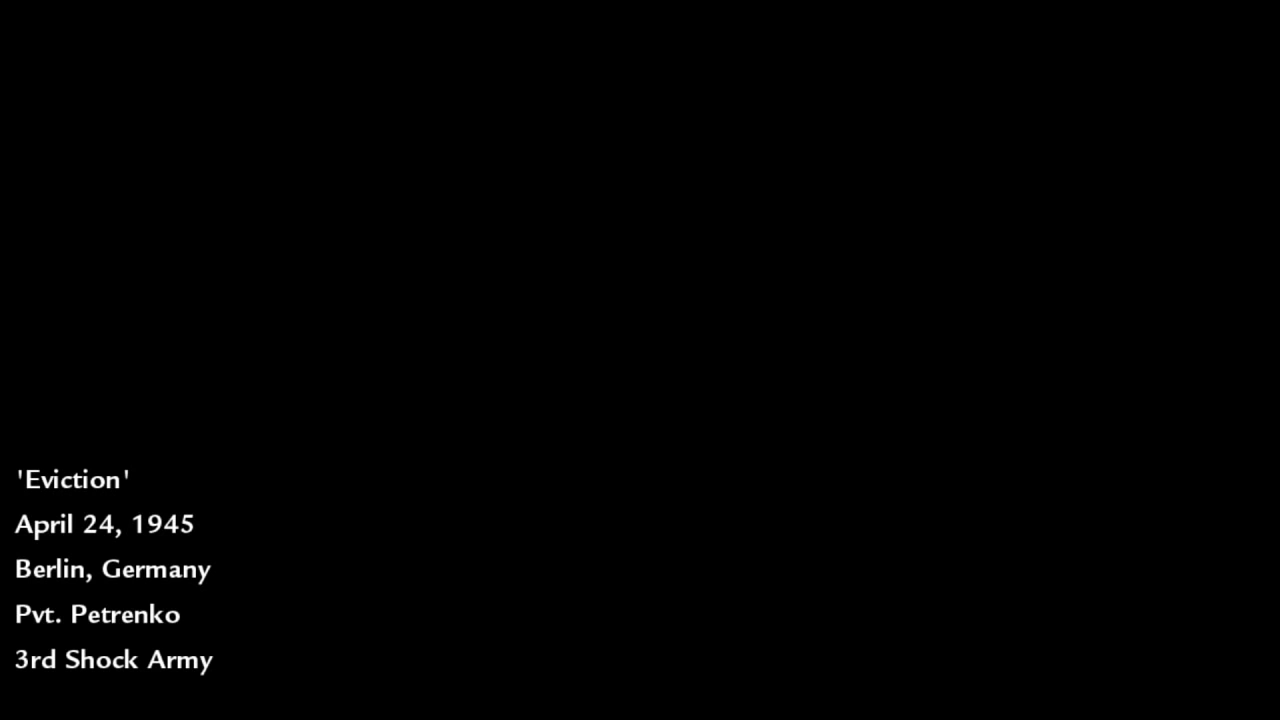 'Eviction'
April 24, 1945
Berlin, Germany
Pvt. Petrenko
3rd Shock Army